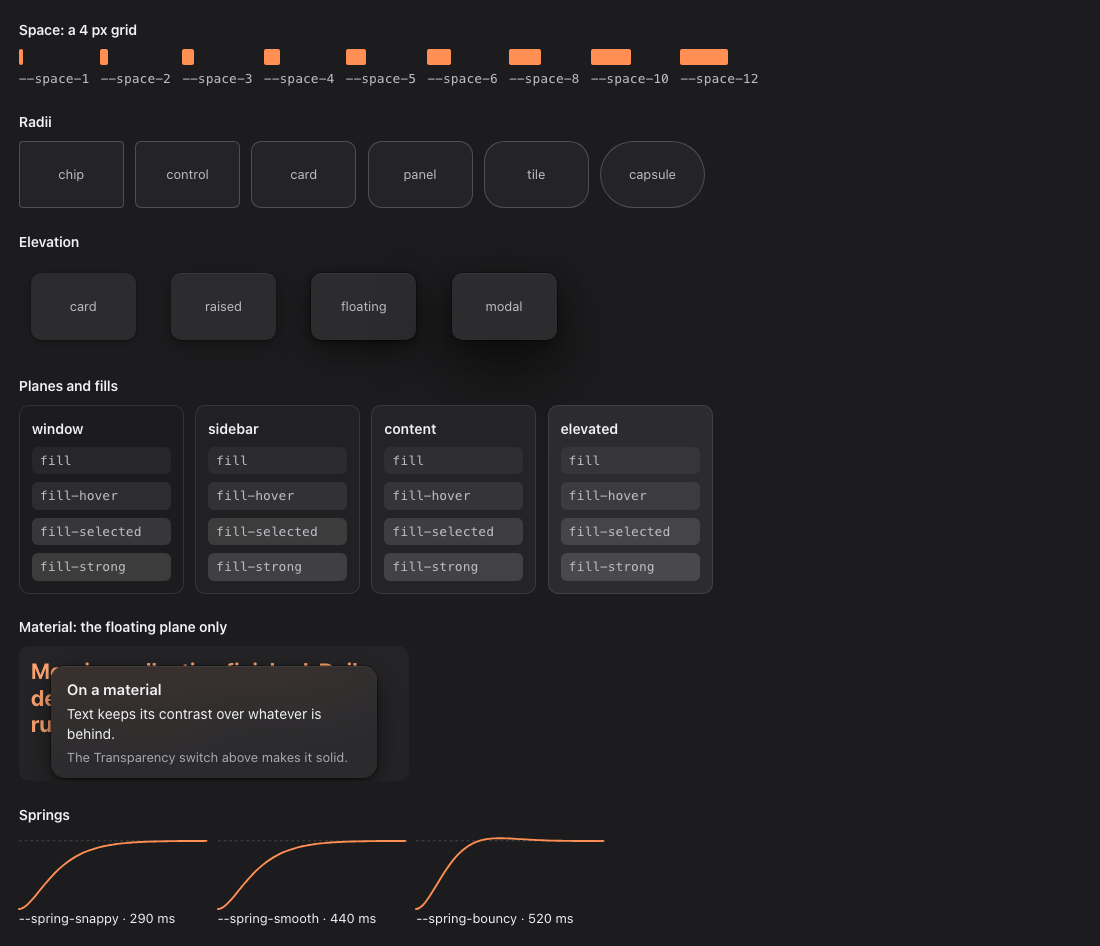 Space: a 4 px grid
--space-1 --space-2 --space-3 --space-4 --space-5 --space-6 --space-8 --space-10 --space-12
Radii
chip control card panel tile capsule
Elevation
card raised floating modal
Planes and fills
window sidebar content elevated
fill fill fill fill
fill-hover fill-hover fill-hover fill-hover
fill-selected fill-selected fill-selected fill-selected
fill-strong fill-strong fill-strong fill-strong
Material: the floating plane only
On a material
Text keeps its contrast over whatever is
behind.
The Transparency switch above makes it solid.
Springs
--spring-snappy · 290 ms --spring-smooth · 440 ms --spring-bouncy · 520 ms